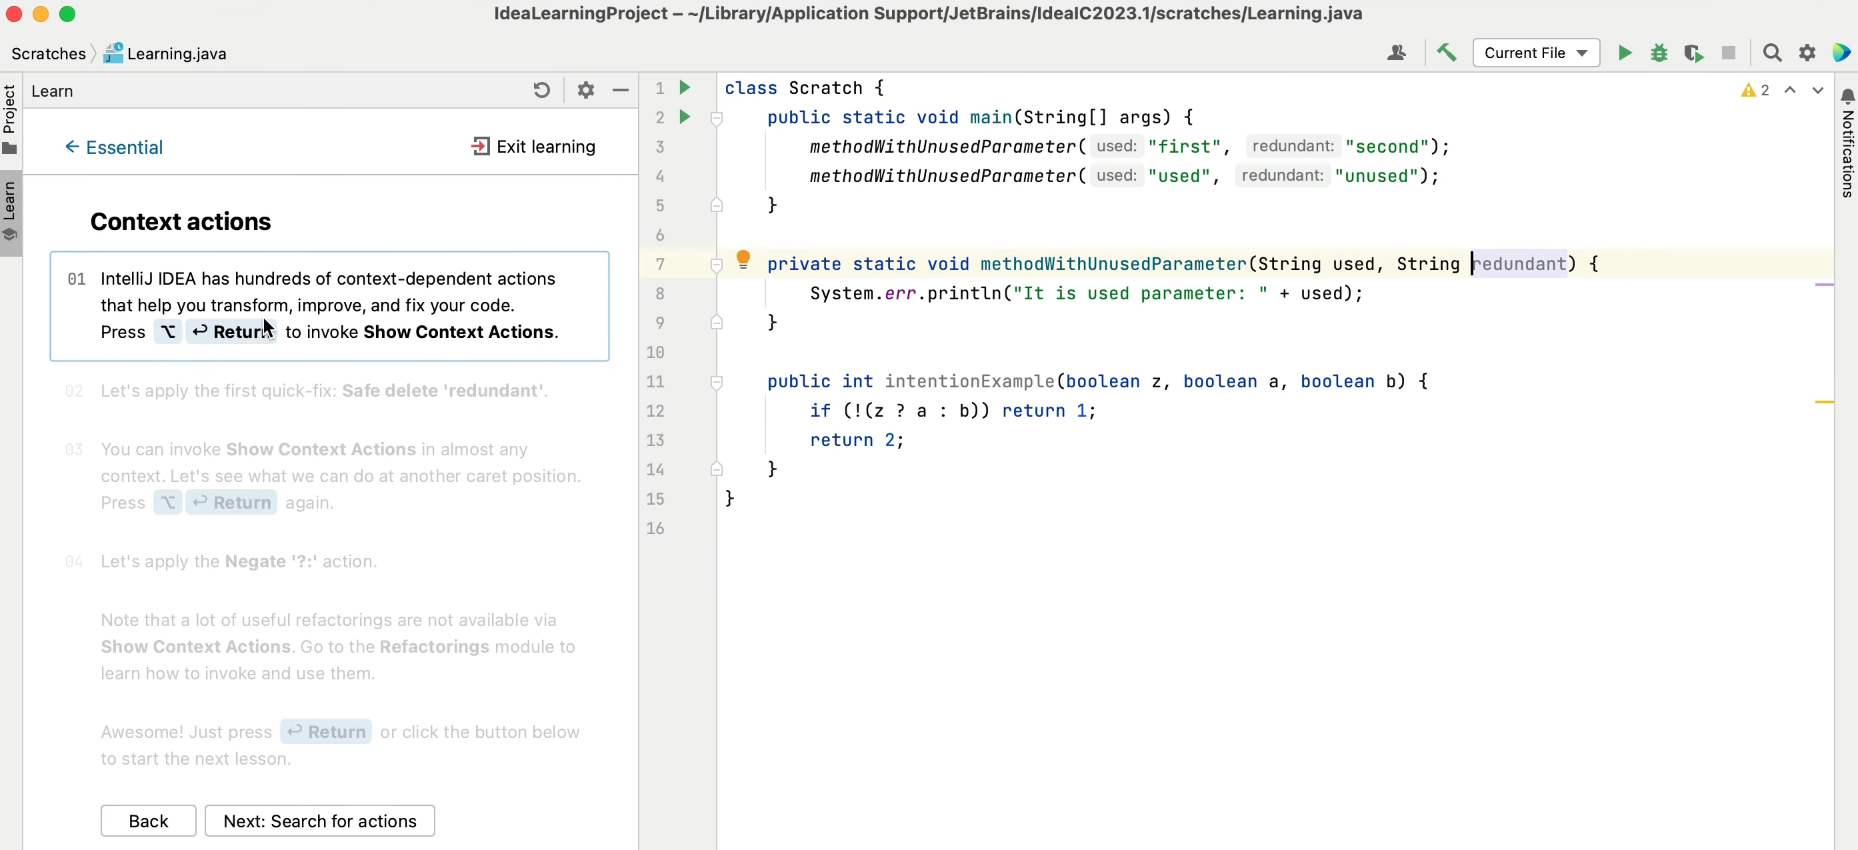 IdeaLearningProject – ~/Library/Application Support/JetBrains/IdeaIC2023.1/scratches/Learning.java
Scratches
Learning.java
Current File
Project
Learn
Learn
← Essential
Exit learning
Context actions
01 IntelliJ IDEA has hundreds of context-dependent actions
that help you transform, improve, and fix your code.
Press ⌥ ↩ Return to invoke Show Context Actions.
02 Let's apply the first quick-fix: Safe delete 'redundant'.
03 You can invoke Show Context Actions in almost any
context. Let's see what we can do at another caret position.
Press ⌥ ↩ Return again.
04 Let's apply the Negate '?:' action.
Note that a lot of useful refactorings are not available via
Show Context Actions. Go to the Refactorings module to
learn how to invoke and use them.
Awesome! Just press ↩ Return or click the button below
to start the next lesson.
Back
Next: Search for actions
1 class Scratch {
2 public static void main(String[] args) {
3 methodWithUnusedParameter( used: "first", redundant: "second");
4 methodWithUnusedParameter( used: "used", redundant: "unused");
5 }
6
7 private static void methodWithUnusedParameter(String used, String redundant) {
8 System.err.println("It is used parameter: " + used);
9 }
10
11 public int intentionExample(boolean z, boolean a, boolean b) {
12 if (!(z ? a : b)) return 1;
13 return 2;
14 }
15 }
16
2
Notifications